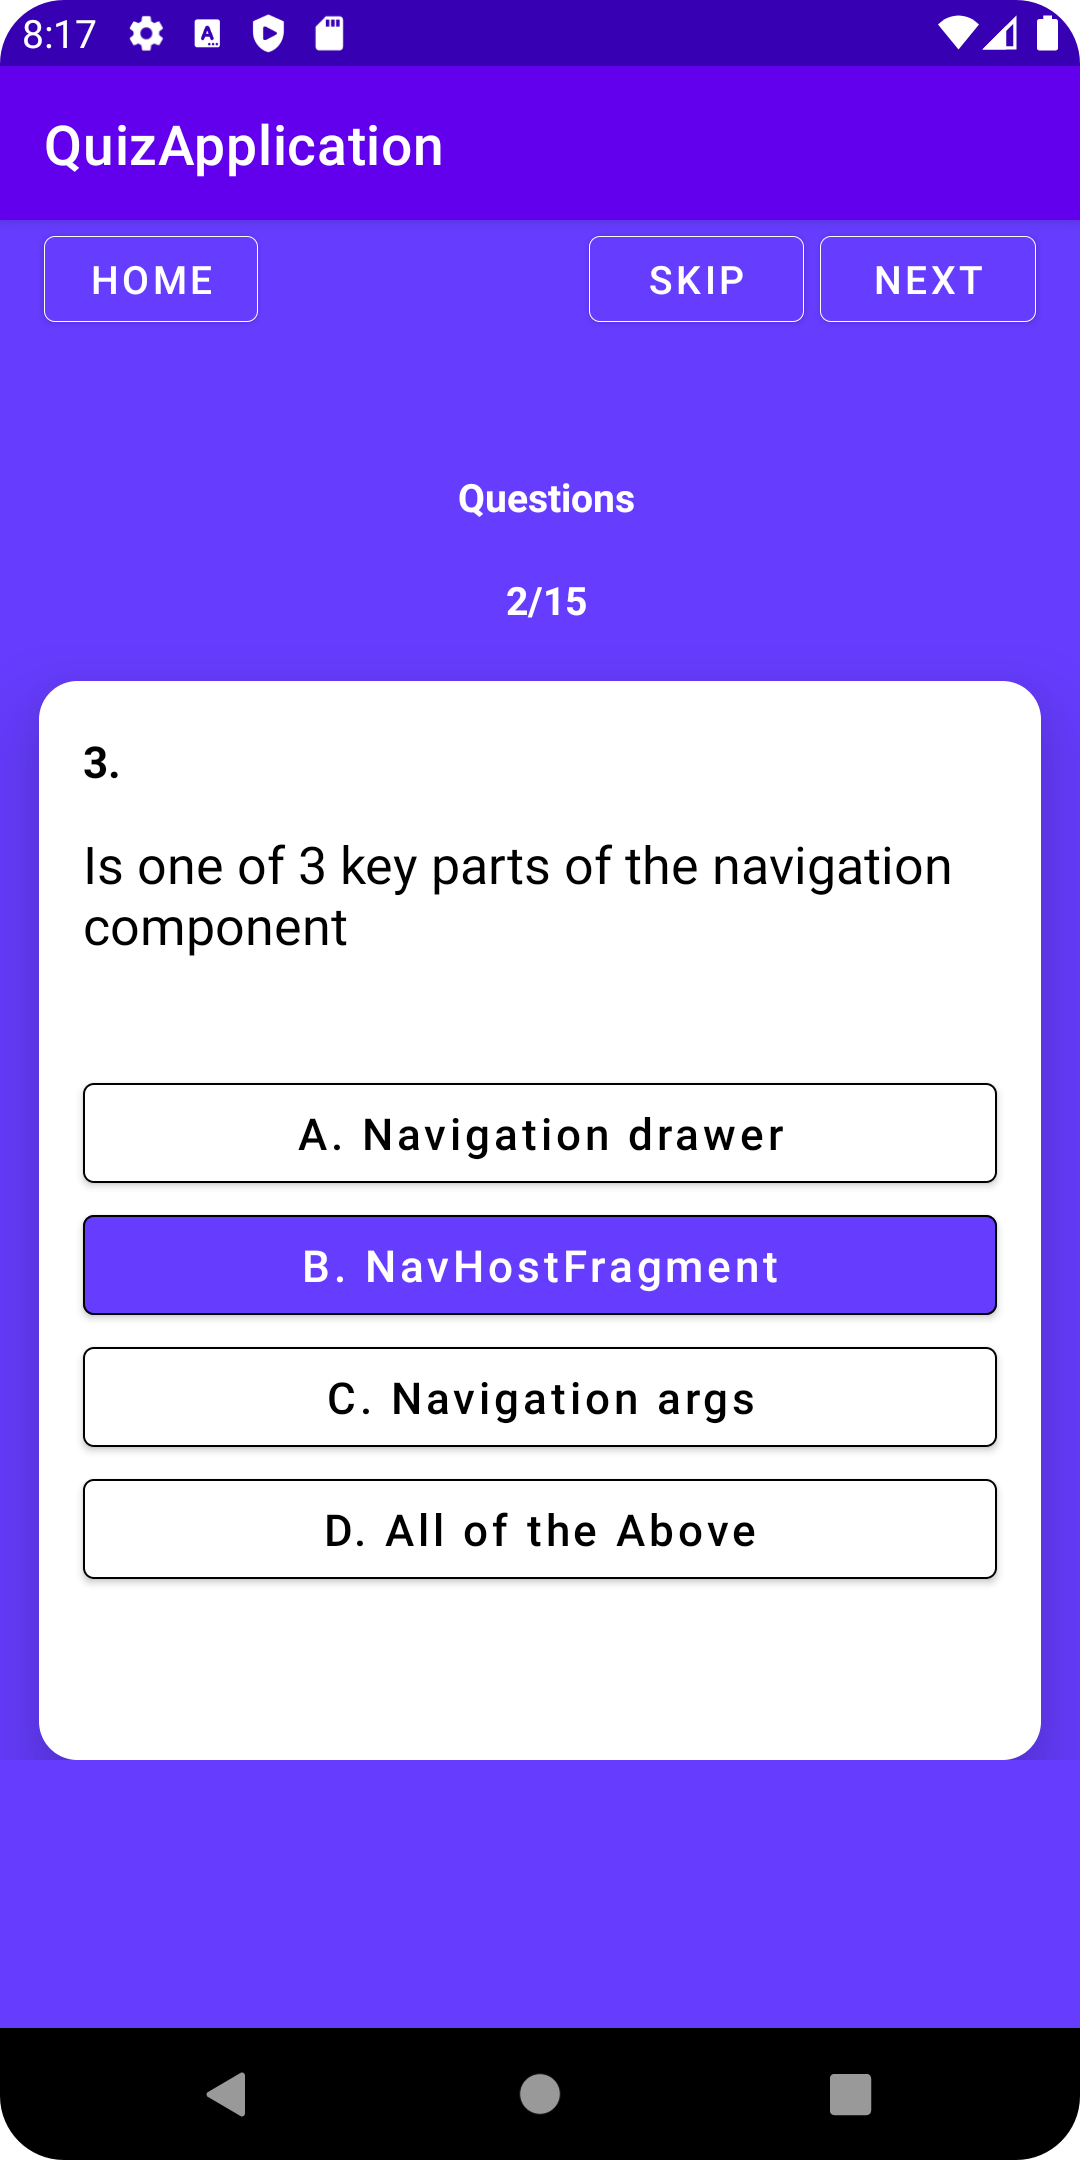 8:17
QuizApplication
HOME SKIP NEXT
Questions
2/15
3.
Is one of 3 key parts of the navigation
component
A. Navigation drawer
B. NavHostFragment
C. Navigation args
D. All of the Above